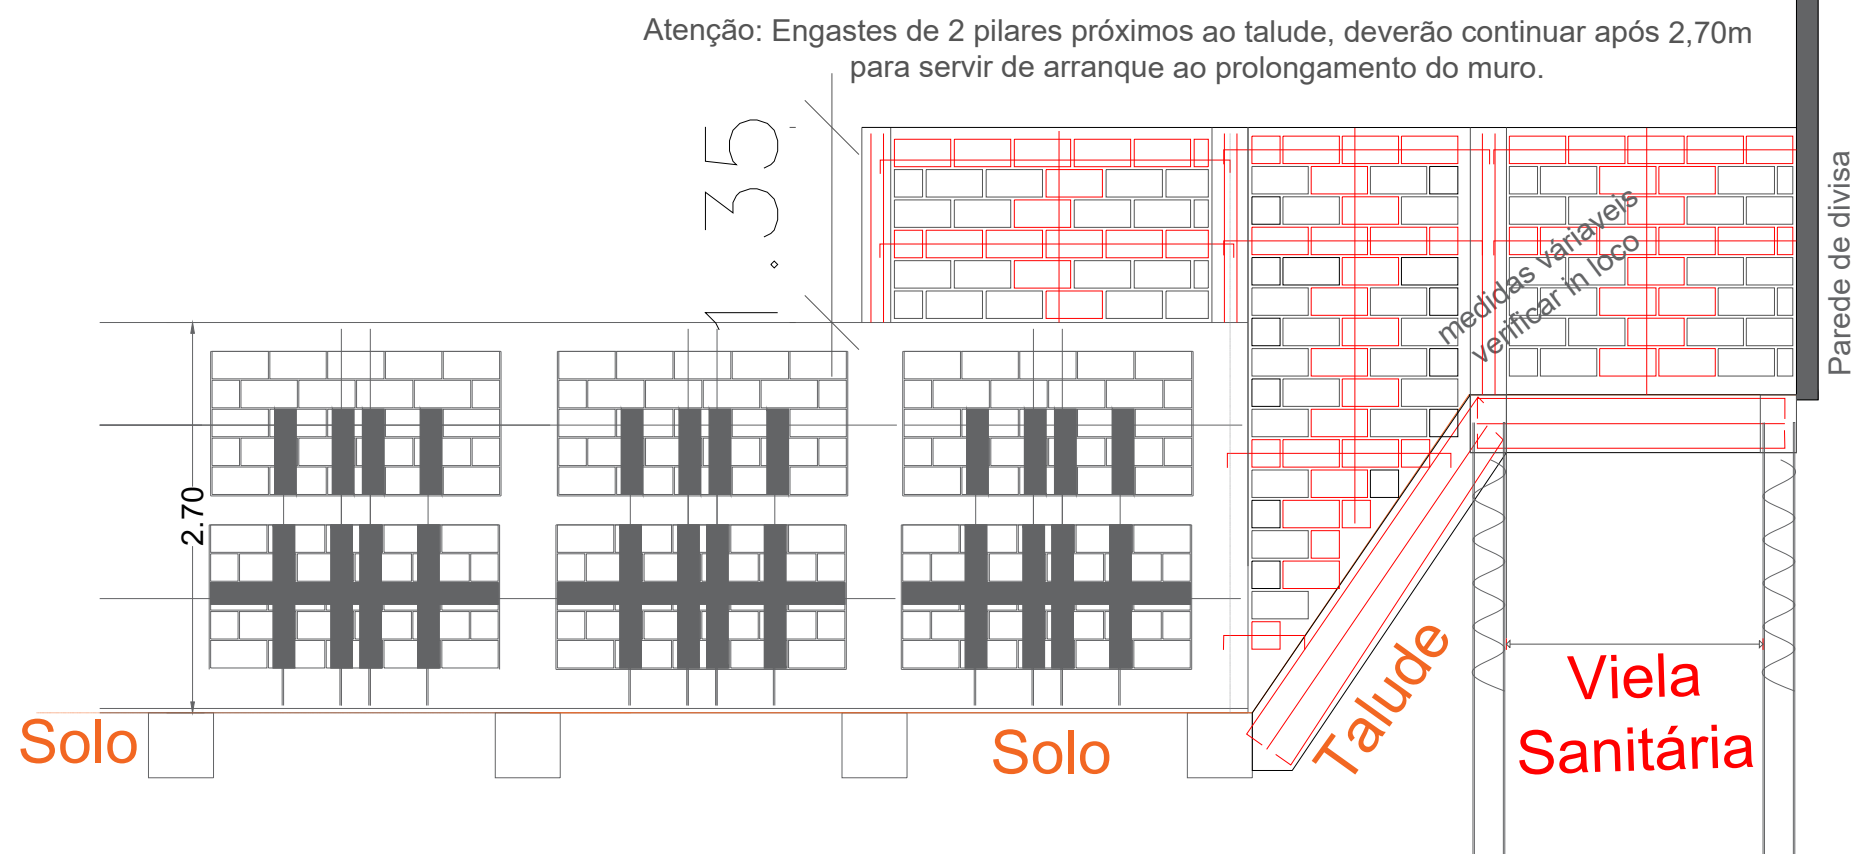 Atenção: Engastes de 2 pilares próximos ao talude, deverão continuar após 2,70m
para servir de arranque ao prolongamento do muro.
1.35
Parede de divisa
medidas váriaveis
verificar in loco
2.70
Solo
Solo
Talude
Viela
Sanitária